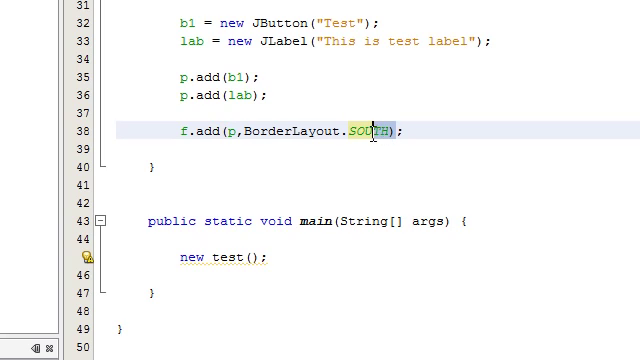 31
32 b1 = new JButton("Test");
33 lab = new JLabel("This is test label");
34
35 p.add(b1);
36 p.add(lab);
37
38 f.add(p,BorderLayout.SOUTH);
39
40 }
41
42
43 public static void main(String[] args) {
44
new test();
46
47 }
48
49 }
50